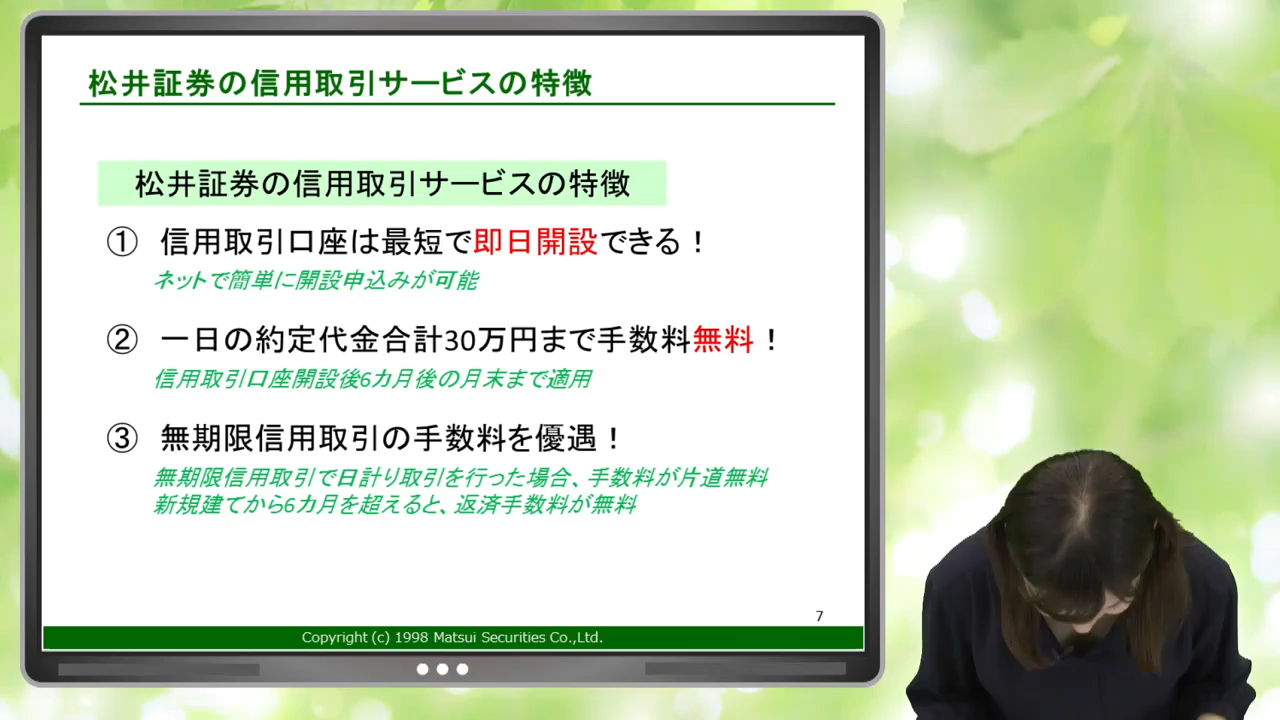 松井証券の信用取引サービスの特徴
松井証券の信用取引サービスの特徴
① 信用取引口座は最短で即日開設できる！
ネットで簡単に開設申込みが可能
② 一日の約定代金合計30万円まで手数料無料！
信用取引口座開設後6カ月後の月末まで適用
③ 無期限信用取引の手数料を優遇！
無期限信用取引で日計り取引を行った場合、手数料が片道無料
新規建てから6カ月を超えると、返済手数料が無料
7
Copyright (c) 1998 Matsui Securities Co.,Ltd.